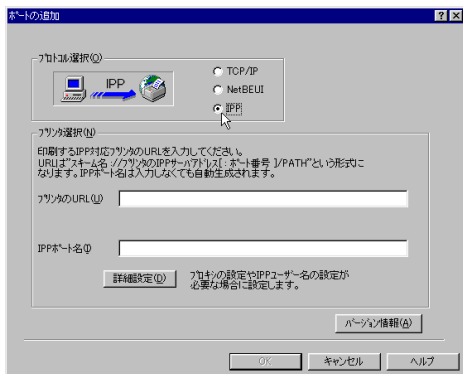 ポートの追加
プロトコル選択(O)
IPP
TCP/IP
NetBEUI
IPP
プリンタ選択(N)
印刷するIPP対応プリンタのURLを入力してください。
URLは"スキーム名://プリンタのIPPサーバアドレス[:ポート番号]/PATH"という形式に
なります。IPPポート名は入力しなくても自動生成されます。
プリンタのURL(U)
IPPポート名(I)
詳細設定(D)
プロキシの設定やIPPユーザー名の設定が
必要な場合に設定します。
バージョン情報(A)
OK
キャンセル
ヘルプ